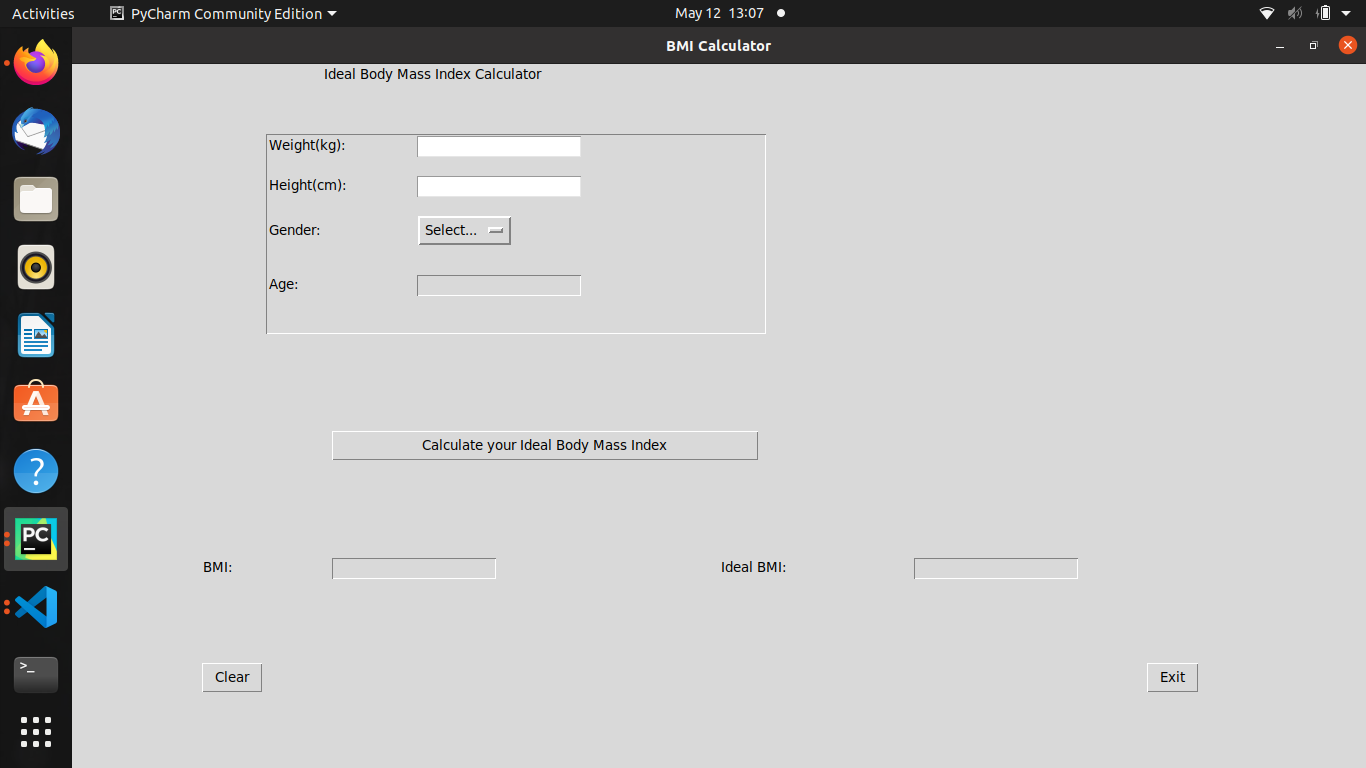 Activities PyCharm Community Edition May 12 13:07
BMI Calculator
Ideal Body Mass Index Calculator
Weight(kg):
Height(cm):
Gender: Select...
Age:
Calculate your Ideal Body Mass Index
BMI: Ideal BMI:
Clear Exit
PC
>_